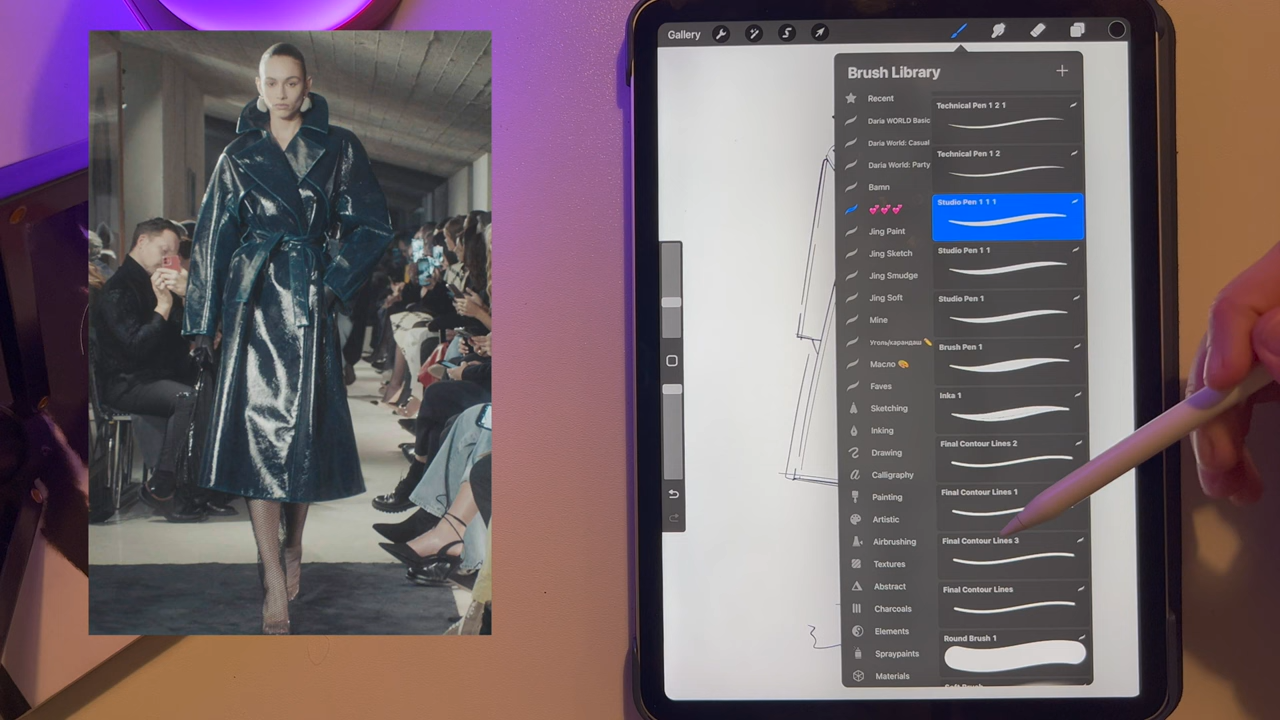 Gallery
Brush Library
Recent
Daria WORLD Basic
Daria World: Casual
Daria World: Party
Bamn
💕💕💕
Jing Paint
Jing Sketch
Jing Smudge
Jing Soft
Mine
Уголь/карандаш ✏️
Масло 🎨
Faves
Sketching
Inking
Drawing
Calligraphy
Painting
Artistic
Airbrushing
Textures
Abstract
Charcoals
Elements
Spraypaints
Materials
Technical Pen 1 2 1
Technical Pen 1 2
Studio Pen 1 1 1
Studio Pen 1 1
Studio Pen 1
Brush Pen 1
Inka 1
Final Contour Lines 2
Final Contour Lines 1
Final Contour Lines 3
Final Contour Lines
Round Brush 1